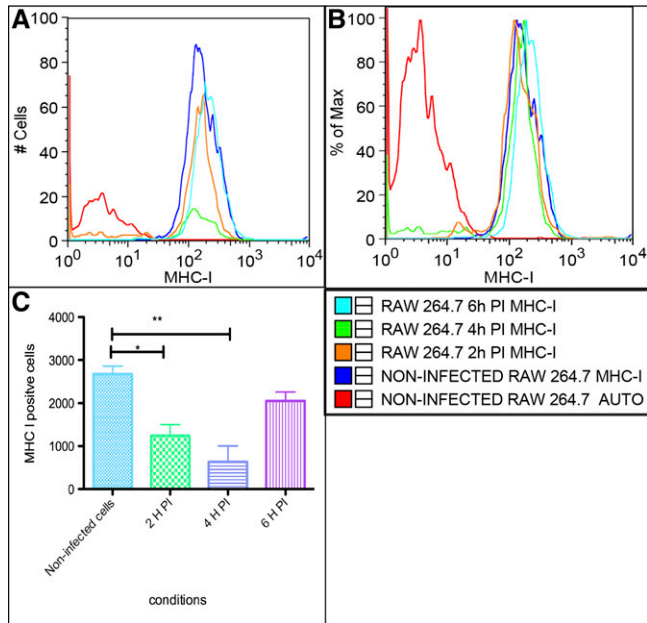 A
# Cells
100
80
60
40
20
0
10^0 10^1 10^2 10^3 10^4
MHC-I
B
% of Max
100
80
60
40
20
0
10^0 10^1 10^2 10^3 10^4
MHC-I
RAW 264.7 6h PI MHC-I
RAW 264.7 4h PI MHC-I
RAW 264.7 2h PI MHC-I
NON-INFECTED RAW 264.7 MHC-I
NON-INFECTED RAW 264.7 AUTO
C
MHC I positve cells
4000
3000
2000
1000
0
**
*
Non-infected cells
2 H PI
4 H PI
6 H PI
conditions